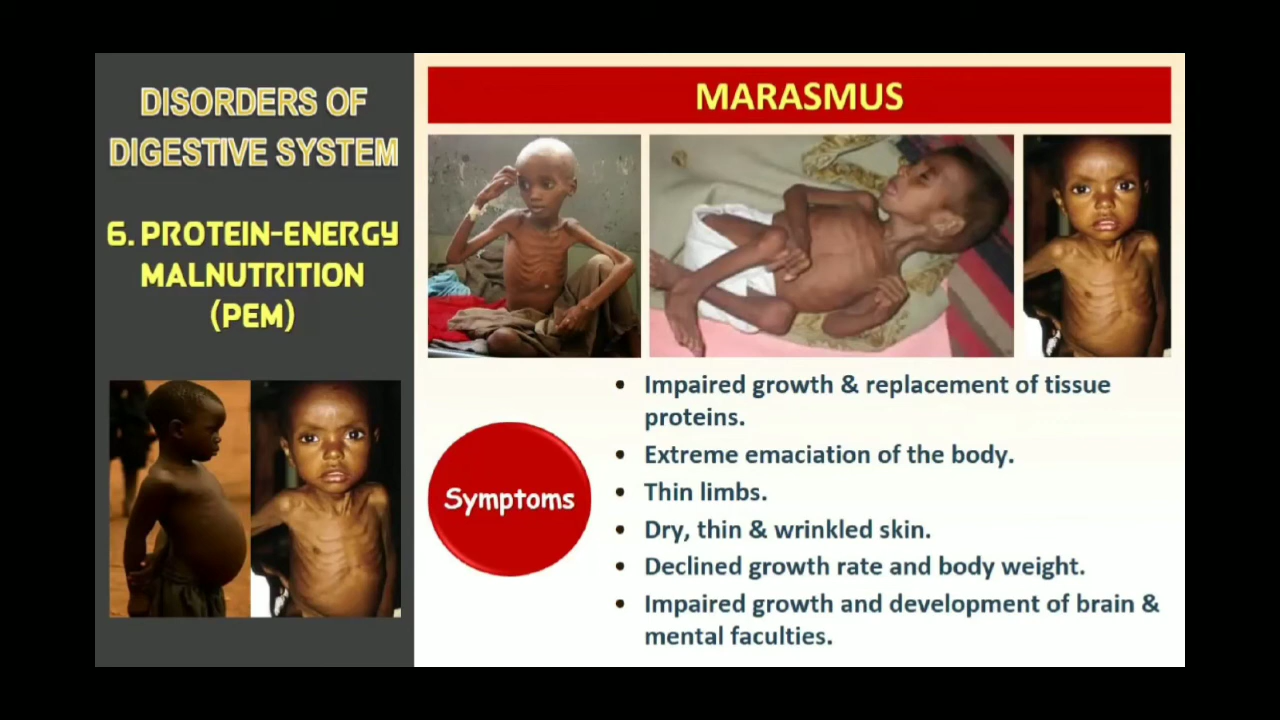 DISORDERS OF
DIGESTIVE SYSTEM
6. PROTEIN-ENERGY
MALNUTRITION
(PEM)
MARASMUS
Symptoms
• Impaired growth & replacement of tissue
proteins.
• Extreme emaciation of the body.
• Thin limbs.
• Dry, thin & wrinkled skin.
• Declined growth rate and body weight.
• Impaired growth and development of brain &
mental faculties.